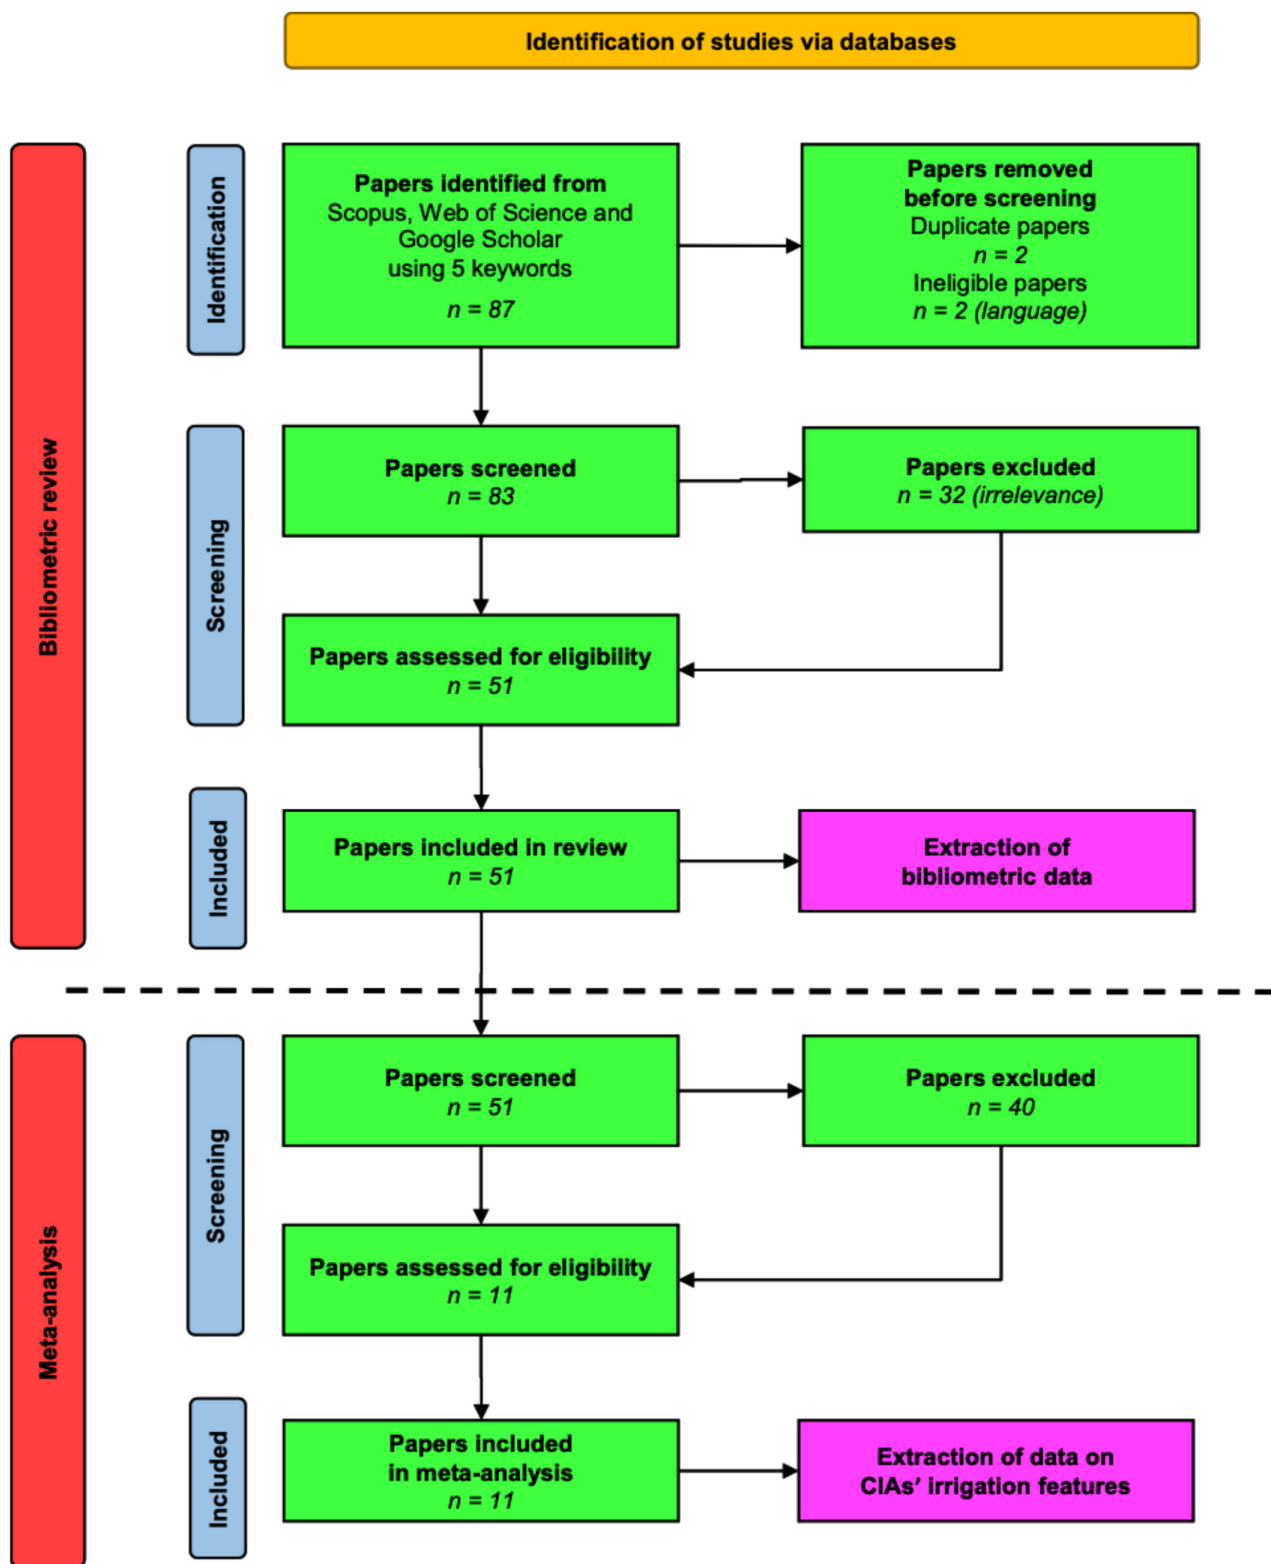 Identification of studies via databases
Bibliometric review
Identification
Papers identified from
Scopus, Web of Science and
Google Scholar
using 5 keywords
n = 87
Papers removed
before screening
Duplicate papers
n = 2
Ineligible papers
n = 2 (language)
Screening
Papers screened
n = 83
Papers excluded
n = 32 (irrelevance)
Papers assessed for eligibility
n = 51
Included
Papers included in review
n = 51
Extraction of
bibliometric data
Meta-analysis
Screening
Papers screened
n = 51
Papers excluded
n = 40
Papers assessed for eligibility
n = 11
Included
Papers included
in meta-analysis
n = 11
Extraction of data on
CIAs’ irrigation features